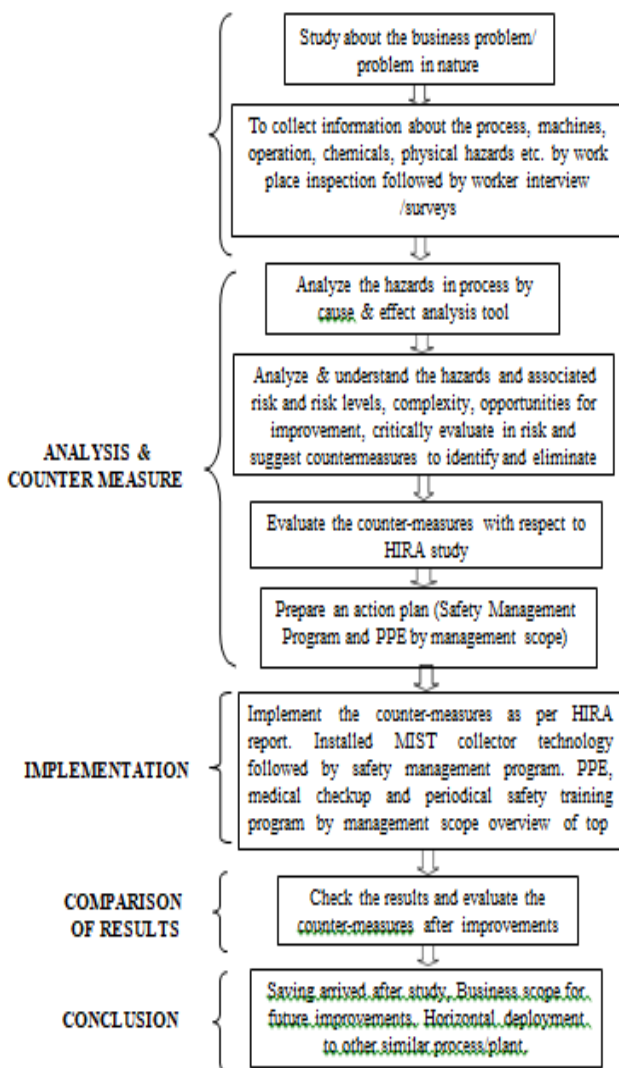 Study about the business problem/
problem in nature
To collect information about the process, machines,
operation, chemicals, physical hazards etc. by work
place inspection followed by worker interview
/surveys
ANALYSIS &
COUNTER MEASURE
Analyze the hazards in process by
cause & effect analysis tool
Analyze & understand the hazards and associated
risk and risk levels, complexity, opportunities for
improvement, critically evaluate in risk and
suggest countermeasures to identify and eliminate
Evaluate the counter-measures with respect to
HIRA study
Prepare an action plan (Safety Management
Program and PPE by management scope)
IMPLEMENTATION
Implement the counter-measures as per HIRA
report. Installed MIST collector technology
followed by safety management program. PPE,
medical checkup and periodical safety training
program by management scope overview of top
COMPARISON
OF RESULTS
Check the results and evaluate the
counter-measures after improvements
CONCLUSION
Saving arrived after study, Business scope for
future improvements. Horizontal deployment
to other similar process/plant.